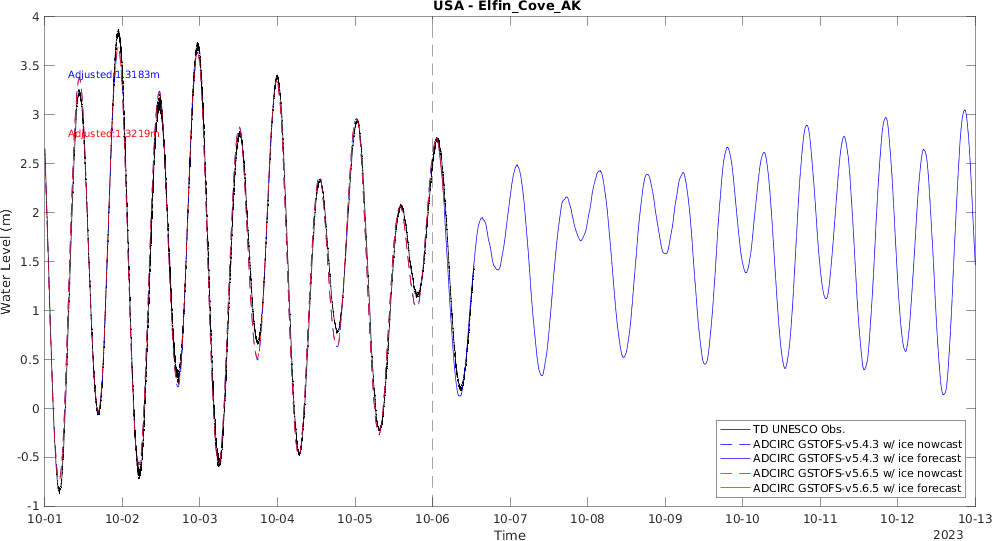 USA - Elfin_Cove_AK
4
3.5
3
2.5
2
1.5
1
0.5
0
-0.5
-1
Water Level (m)
Adjusted:1.3183m
Adjusted:1.3219m
TD UNESCO Obs.
ADCIRC GSTOFS-v5.4.3 w/ ice nowcast
ADCIRC GSTOFS-v5.4.3 w/ ice forecast
ADCIRC GSTOFS-v5.6.5 w/ ice nowcast
ADCIRC GSTOFS-v5.6.5 w/ ice forecast
10-01 10-02 10-03 10-04 10-05 10-06 10-07 10-08 10-09 10-10 10-11 10-12 10-13
Time
2023